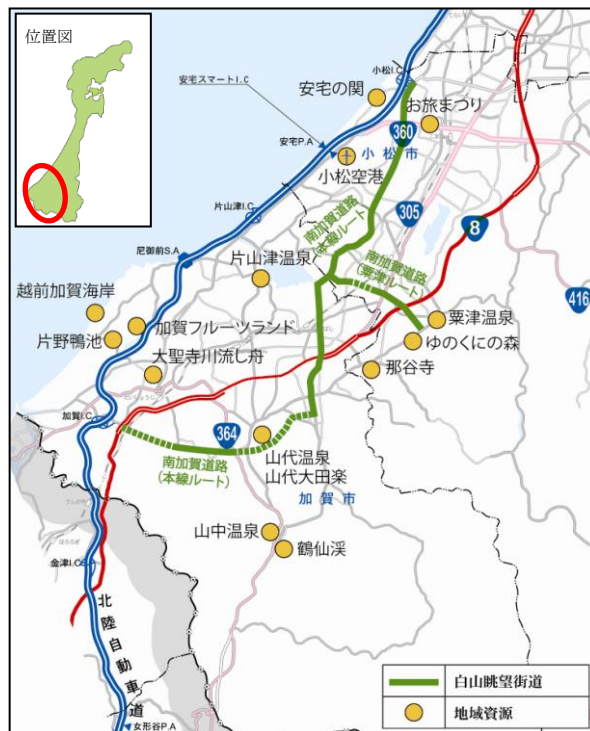 位置図
安宅スマートI.C
小松I.C
安宅の関
お旅まつり
360
安宅P.A
小松市
小松空港
南加賀道路
(本線ルート)
305
8
片山津I.C
尼御前S.A
片山津温泉
南加賀道路
(粟津ルート)
416
越前加賀海岸
加賀フルーツランド
片野鴨池
粟津温泉
ゆのくにの森
大聖寺川流し舟
那谷寺
加賀I.C
364
山代温泉
山代大田楽
南加賀道路
(本線ルート)
加賀市
山中温泉
鶴仙渓
金津I.C
北陸自動車道
女形谷P.A
白山眺望街道
地域資源